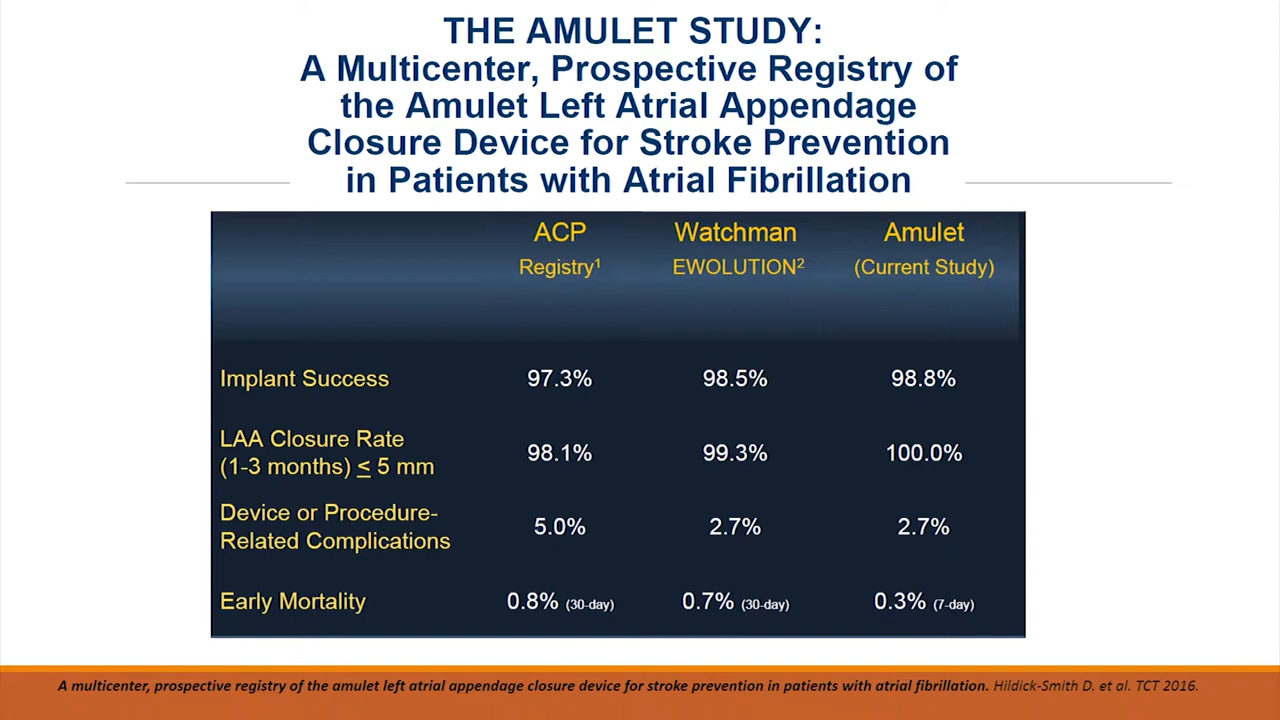 THE AMULET STUDY:
A Multicenter, Prospective Registry of
the Amulet Left Atrial Appendage
Closure Device for Stroke Prevention
in Patients with Atrial Fibrillation
ACP Watchman Amulet
Registry¹ EWOLUTION² (Current Study)
Implant Success 97.3% 98.5% 98.8%
LAA Closure Rate
(1-3 months) ≤ 5 mm 98.1% 99.3% 100.0%
Device or Procedure-
Related Complications 5.0% 2.7% 2.7%
Early Mortality 0.8% (30-day) 0.7% (30-day) 0.3% (7-day)
A multicenter, prospective registry of the amulet left atrial appendage closure device for stroke prevention in patients with atrial fibrillation. Hildick-Smith D. et al. TCT 2016.